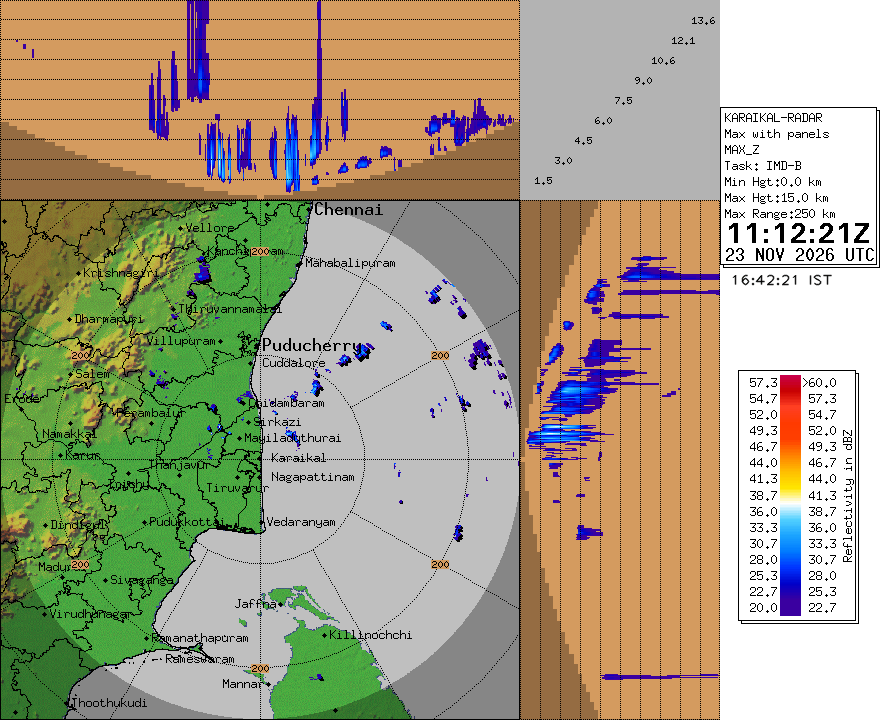 13.6
12.1
10.6
9.0
7.5
6.0
4.5
3.0
1.5
KARAIKAL-RADAR
Max with panels
MAX_Z
Task: IMD-B
Min Hgt:0.0 km
Max Hgt:15.0 km
Max Range:250 km
11:12:21Z
23 NOV 2026 UTC
16:42:21 IST
Chennai
Vellore
200
Mahabalipuram
Krishnagiri
Thiruvannamalai
Dharmapuri
Villupuram
Puducherry
200
200
Cuddalore
Salem
Erode
Chidambaram
Perambalur
Sirkazi
Namakkal
Mayiladuthurai
Karur
Karaikal
Thanjavur
Nagapattinam
Tiruvarur
Dindigul
Pudukkottai
Vedaranyam
200
200
Madurai
Sivaganga
Jaffna
Virudhunagar
Ramanathapuram
Killinochchi
Rameswaram
200
Mannar
Thoothukudi
57.3 >60.0
54.7 57.3
52.0 54.7
49.3 52.0
46.7 49.3
44.0 46.7
41.3 44.0
38.7 41.3
36.0 38.7
33.3 36.0
30.7 33.3
28.0 30.7
25.3 28.0
22.7 25.3
20.0 22.7
Reflectivity in dBZ